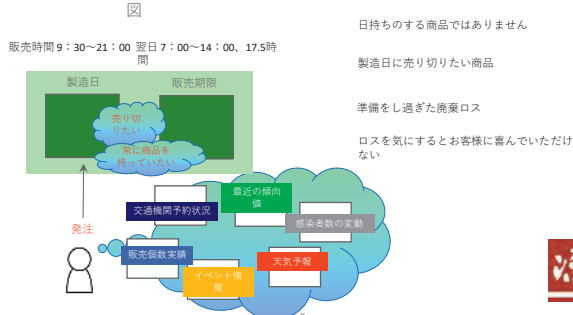 図
販売時間 9：30～21：00 翌日 7：00～14：00、17.5時
間
製造日
販売期限
売り切
りたい
常に商品を
持っていたい
発注
最近の傾向
値
交通機関予約状況
感染者数の変動
販売個数実績
天気予報
イベント情
報
日持ちのする商品ではありません
製造日に売り切りたい商品
準備をし過ぎた廃棄ロス
ロスを気にするとお客様に喜んでいただけ
ない